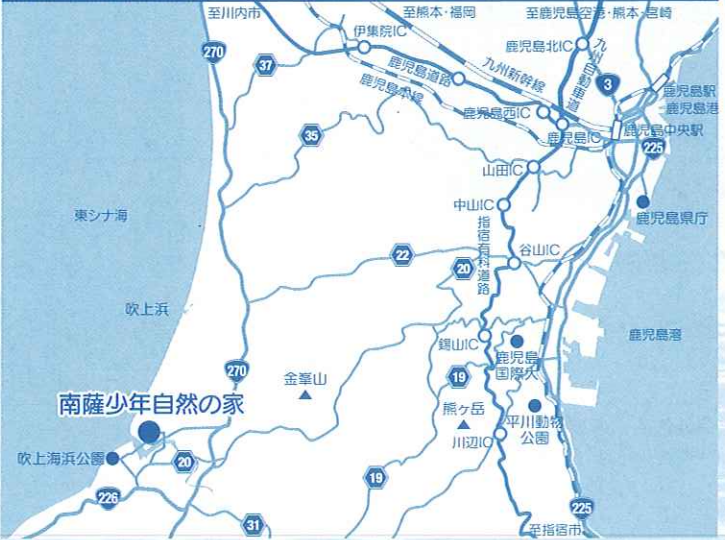 至川内市
至熊本・福岡
至鹿児島空港・熊本・宮崎
伊集院IC
鹿児島北IC
九州自動車道
270
37
鹿児島道路
九州新幹線
3
鹿児島本線
鹿児島駅
鹿児島港
鹿児島西IC
鹿児島IC
鹿児島中央駅
35
225
山田IC
中山IC
鹿児島県庁
東シナ海
指宿有料道路
22
20
谷山IC
吹上浜
鹿児島湾
錫山IC
鹿児島
国際大
270
金峯山
19
南薩少年自然の家
熊ヶ岳
平川動物
公園
川辺IC
吹上海浜公園
20
19
226
31
225
至指宿市